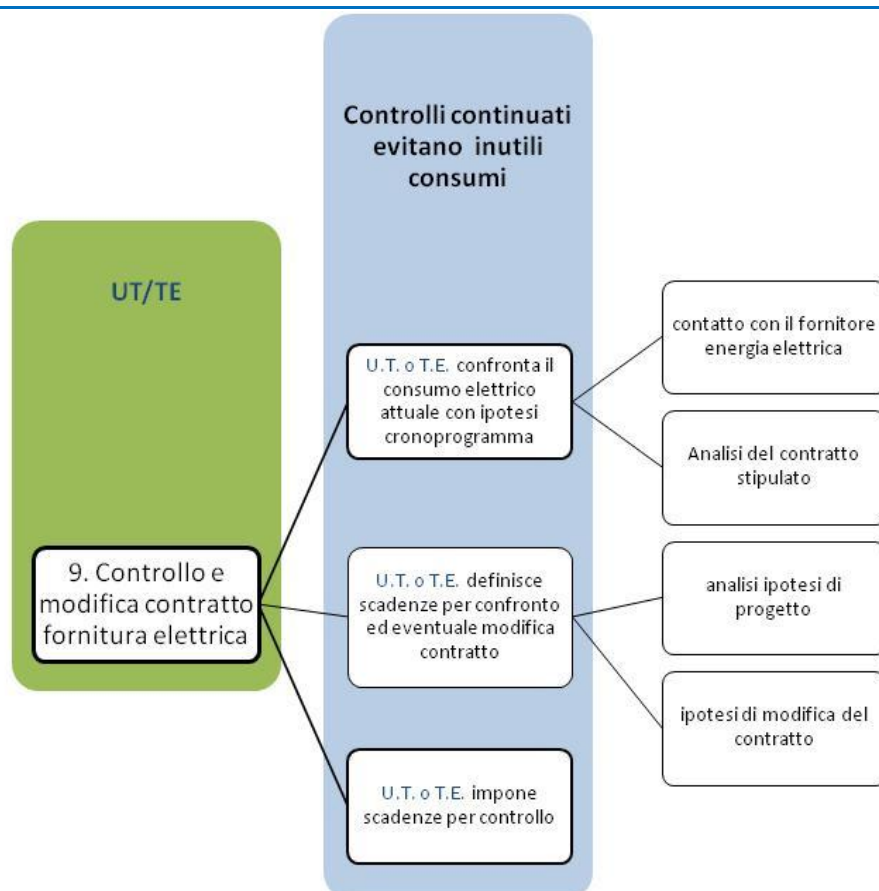 Controlli continuati
evitano inutili
consumi
UT/TE
9. Controllo e
modifica contratto
fornitura elettrica
U.T. o T.E. confronta il
consumo elettrico
attuale con ipotesi
cronoprogramma
U.T. o T.E. definisce
scadenze per confronto
ed eventuale modifica
contratto
U.T. o T.E. impone
scadenze per controllo
contatto con il fornitore
energia elettrica
Analisi del contratto
stipulato
analisi ipotesi di
progetto
ipotesi di modifica del
contratto